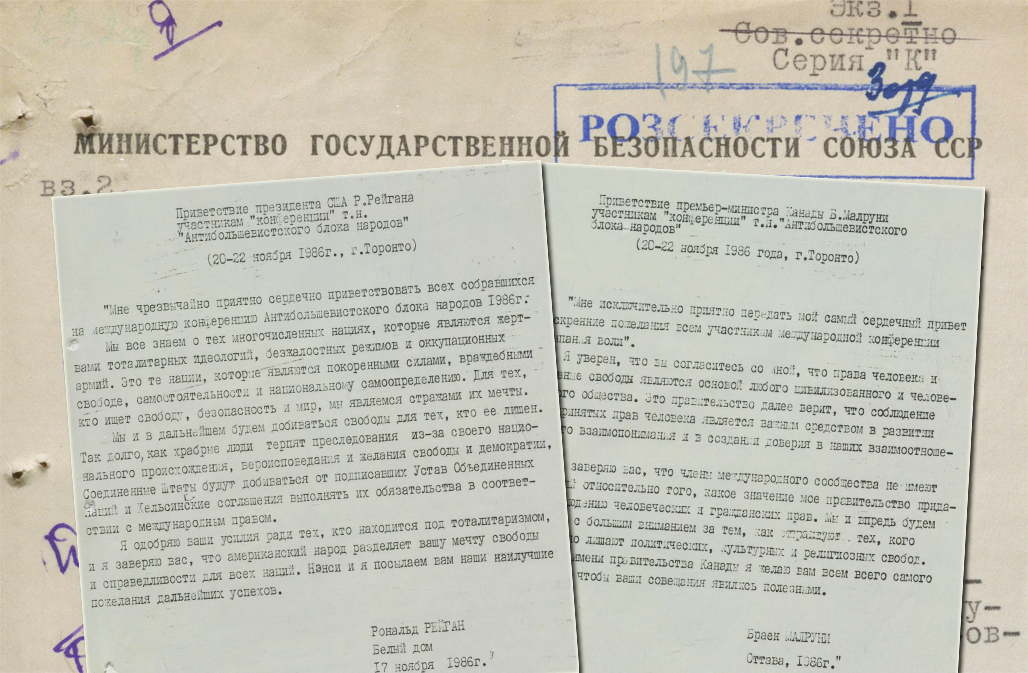 Экз.1
Сов.секретно
Серия "К"
197
РОЗСЕКРЕЧЕНО
МИНИСТЕРСТВО ГОСУДАРСТВЕННОЙ БЕЗОПАСНОСТИ СОЮЗА ССР
вз.2.
Приветствие президента США Р.Рейгана
участникам "конференции" т.н.
"Антибольшевистского блока народов"
(20-22 ноября 1986г., г.Торонто)
"Мне чрезвычайно приятно сердечно приветствовать всех собравшихся
на международную конференцию Антибольшевистского блока народов 1986г.
Мы все знаем о тех многочисленных нациях, которые являются жерт-
вами тоталитарных идеологий, безжалостных режимов и оккупационных
армий. Это те нации, которые являются покоренными силами, враждебными
свободе, самостоятельности и национальному самоопределению. Для тех,
кто ищет свободу, безопасность и мир, мы являемся стражами их мечты.
Мы и в дальнейшем будем добиваться свободы для тех, кто ее лишен.
Так долго,как храбрые люди терпят преследования из-за своего нацио-
нального происхождения, вероисповедания и желания свободы и демократии,
Соединенные Штаты будут добиваться от подписавших Устав Объединенных
Наций и Хельсинкские соглашения выполнять их обязательства в соответ-
ствии с международным правом.
Я одобряю ваши усилия ради тех, кто находится под тоталитаризмом,
и я заверяю вас, что американский народ разделяет вашу мечту свободы
и справедливости для всех наций. Нэнси и я посылаем вам наши наилучшие
пожелания дальнейших успехов.
Рональд РЕЙГАН
Белый дом
17 ноября 1986г."
Приветствие премьер-министра Канады Б.Малруни
участникам "конференции" т.н."Антибольшевистского
блока народов"
(20-22 ноября 1986 года, г.Торонто)
"Мне исключительно приятно передать мой самый сердечный привет
скренние пожелания всем участникам международной конференции
пания воли".
Я уверен, что вы согласитесь со мной, что права человека и
ние свободы являются основой любого цивилизованного и челове-
го общества. Это правительство далее верит, что соблюдение
ринятых прав человека является важным средством в развитии
го взаимопонимания и в создании доверия в наших взаимоотноше-
заверяю вас, что члены международного сообщества не имеют
й относительно того, какое значение мое правительство прида-
юдению человеческих и гражданских прав. Мы и впредь будем
с большим вниманием за тем, как тех, кого
о лишают политических, культурных и религиозных свобод.
имени правительства Канады я желаю вам всем всего самого
чтобы ваши совещания явились полезными.
Браен МАЛРУНИ
Оттава, 1986г."
у-
ов-